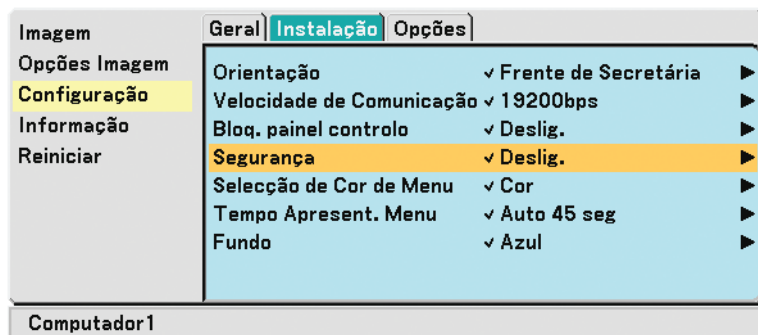 Imagem
Opções Imagem
Configuração
Informação
Reiniciar
Geral Instalação Opções
Orientação ✓ Frente de Secretária ▶
Velocidade de Comunicação ✓ 19200bps ▶
Bloq. painel controlo ✓ Deslig. ▶
Segurança ✓ Deslig. ▶
Selecção de Cor de Menu ✓ Cor ▶
Tempo Apresent. Menu ✓ Auto 45 seg ▶
Fundo ✓ Azul ▶
Computador1